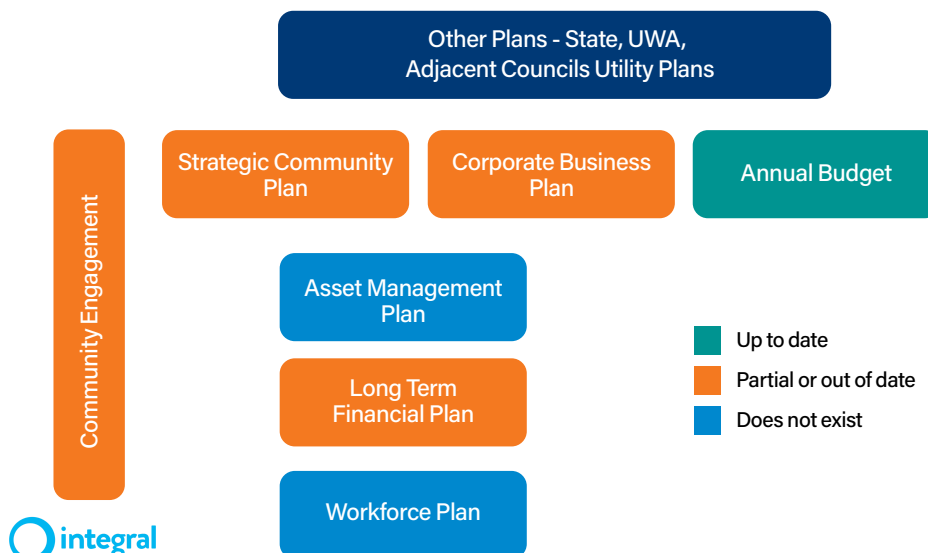 Other Plans - State, UWA,
Adjacent Councils Utility Plans
Community Engagement
Strategic Community
Plan
Corporate Business
Plan
Annual Budget
Asset Management
Plan
Long Term
Financial Plan
Workforce Plan
Up to date
Partial or out of date
Does not exist
integral